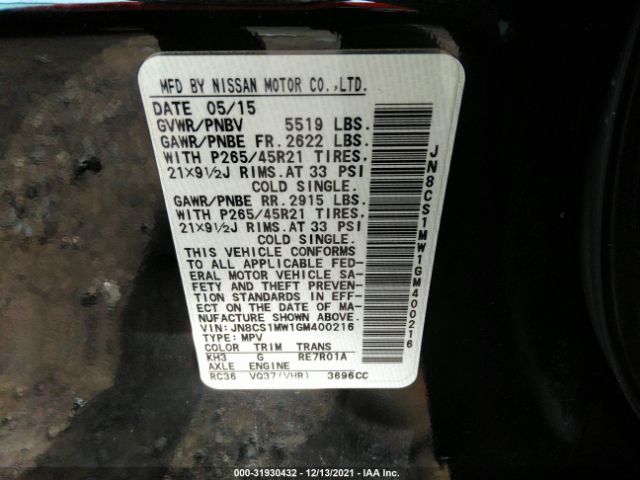 MFD BY NISSAN MOTOR CO.,LTD.
DATE 05/15
GVWR/PNBV 5519 LBS.
GAWR/PNBE FR. 2622 LBS.
WITH P265/45R21 TIRES.
21×9½J RIMS.AT 33 PSI
COLD SINGLE.
GAWR/PNBE RR. 2915 LBS.
WITH P265/45R21 TIRES.
21×9½J RIMS.AT 33 PSI
COLD SINGLE.
THIS VEHICLE CONFORMS
TO ALL APPLICABLE FED-
ERAL MOTOR VEHICLE SA-
FETY AND THEFT PREVEN-
TION STANDARDS IN EFF-
ECT ON THE DATE OF MA-
NUFACTURE SHOWN ABOVE.
VIN: JN8CS1MW1GM400216
TYPE: MPV
COLOR TRIM TRANS
KH3 G RE7R01A
AXLE ENGINE
RC36 VQ37(VHR) 3696CC
JN8CS1MW1GM400216
000-31930432 - 12/13/2021 - IAA Inc.